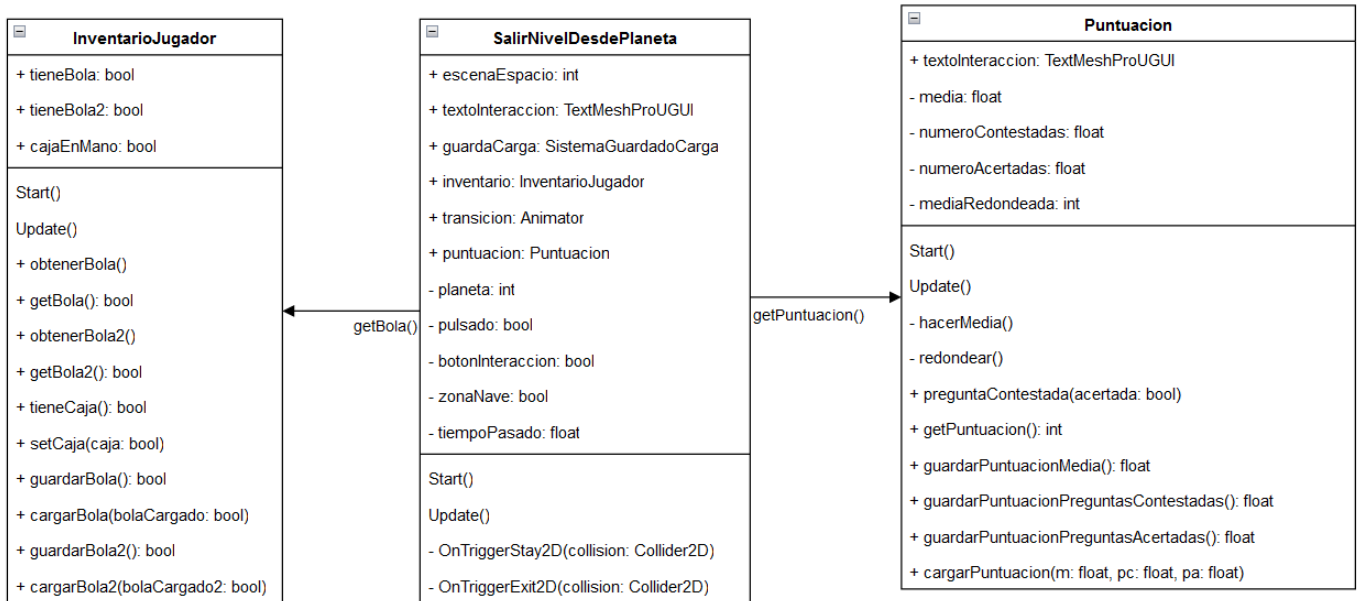 InventarioJugador
+ tieneBola: bool
+ tieneBola2: bool
+ cajaEnMano: bool
Start()
Update()
+ obtenerBola()
+ getBola(): bool
+ obtenerBola2()
+ getBola2(): bool
+ tieneCaja(): bool
+ setCaja(caja: bool)
+ guardarBola(): bool
+ cargarBola(bolaCargado: bool)
+ guardarBola2(): bool
+ cargarBola2(bolaCargado2: bool)
getBola()
SalirNivelDesdePlaneta
+ escenaEspacio: int
+ textoInteraccion: TextMeshProUGUI
+ guardaCarga: SistemaGuardadoCarga
+ inventario: InventarioJugador
+ transicion: Animator
+ puntuacion: Puntuacion
- planeta: int
- pulsado: bool
- botonInteraccion: bool
- zonaNave: bool
- tiempoPasado: float
Start()
Update()
- OnTriggerStay2D(collision: Collider2D)
- OnTriggerExit2D(collision: Collider2D)
getPuntuacion()
Puntuacion
+ textoInteraccion: TextMeshProUGUI
- media: float
- numeroContestadas: float
- numeroAcertadas: float
- mediaRedondeada: int
Start()
Update()
- hacerMedia()
- redondear()
+ preguntaContestada(acertada: bool)
+ getPuntuacion(): int
+ guardarPuntuacionMedia(): float
+ guardarPuntuacionPreguntasContestadas(): float
+ guardarPuntuacionPreguntasAcertadas(): float
+ cargarPuntuacion(m: float, pc: float, pa: float)